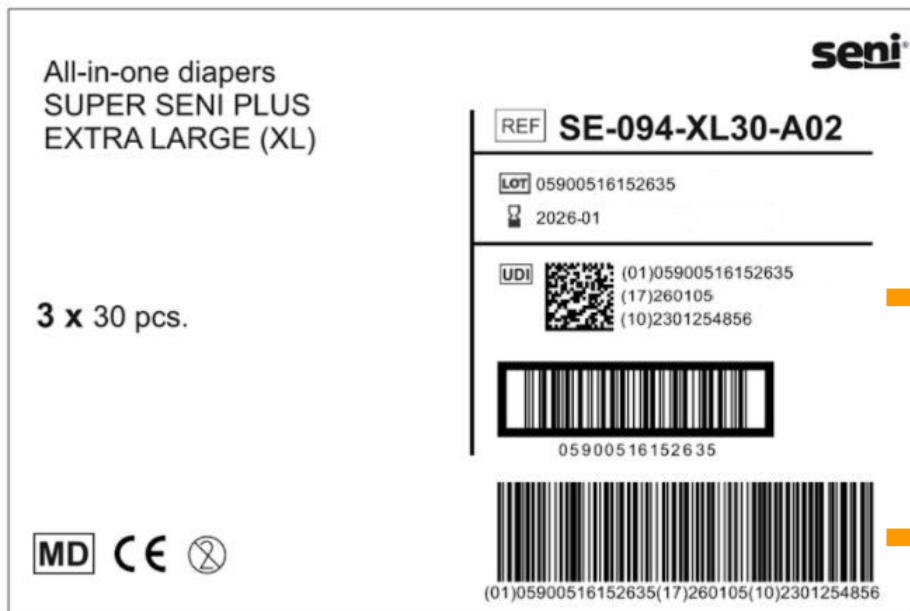 seni®
All-in-one diapers
SUPER SENI PLUS
EXTRA LARGE (XL)
REF SE-094-XL30-A02
LOT 05900516152635
2026-01
UDI (01)05900516152635
(17)260105
(10)2301254856
3 x 30 pcs.
05900516152635
MD CE 2
(01)05900516152635(17)260105(10)2301254856